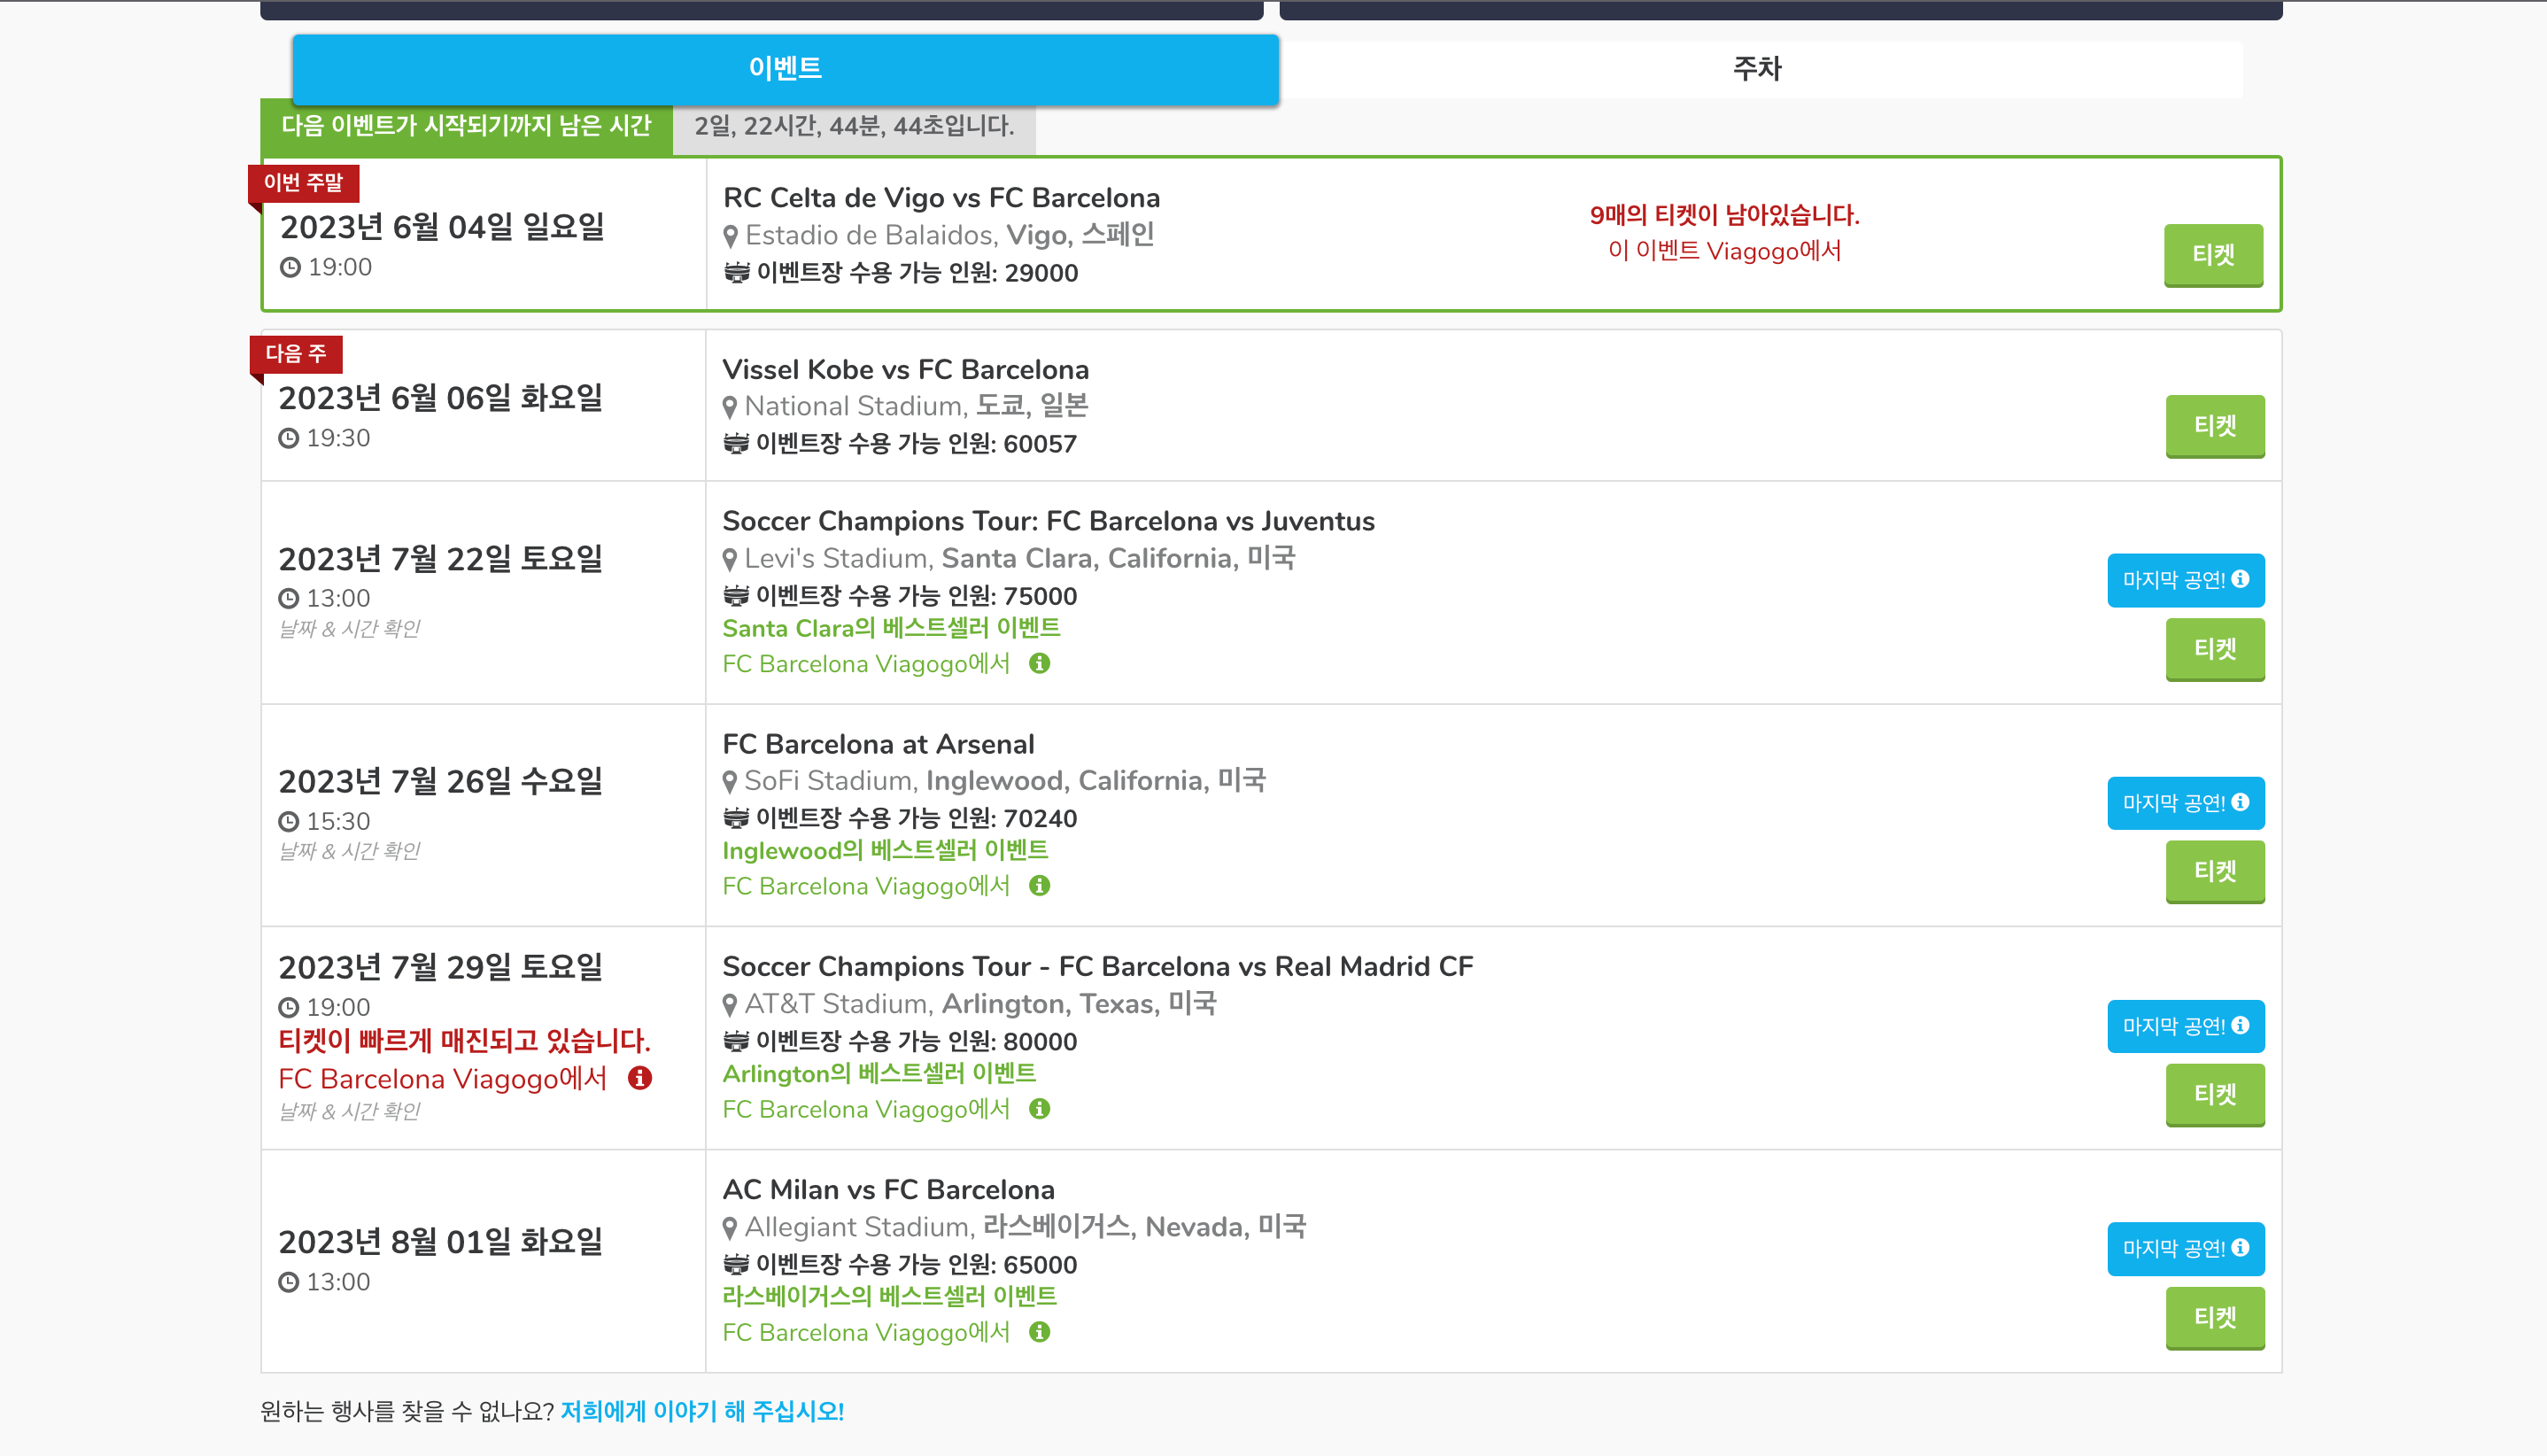 이벤트
주차
다음 이벤트가 시작되기까지 남은 시간
2일, 22시간, 44분, 44초입니다.
이번 주말
2023년 6월 04일 일요일
19:00
RC Celta de Vigo vs FC Barcelona
Estadio de Balaidos, Vigo, 스페인
이벤트장 수용 가능 인원: 29000
9매의 티켓이 남아있습니다.
이 이벤트 Viagogo에서
티켓
다음 주
2023년 6월 06일 화요일
19:30
Vissel Kobe vs FC Barcelona
National Stadium, 도쿄, 일본
이벤트장 수용 가능 인원: 60057
티켓
2023년 7월 22일 토요일
13:00
날짜 & 시간 확인
Soccer Champions Tour: FC Barcelona vs Juventus
Levi's Stadium, Santa Clara, California, 미국
이벤트장 수용 가능 인원: 75000
Santa Clara의 베스트셀러 이벤트
FC Barcelona Viagogo에서
마지막 공연!
티켓
2023년 7월 26일 수요일
15:30
날짜 & 시간 확인
FC Barcelona at Arsenal
SoFi Stadium, Inglewood, California, 미국
이벤트장 수용 가능 인원: 70240
Inglewood의 베스트셀러 이벤트
FC Barcelona Viagogo에서
마지막 공연!
티켓
2023년 7월 29일 토요일
19:00
티켓이 빠르게 매진되고 있습니다.
FC Barcelona Viagogo에서
날짜 & 시간 확인
Soccer Champions Tour - FC Barcelona vs Real Madrid CF
AT&T Stadium, Arlington, Texas, 미국
이벤트장 수용 가능 인원: 80000
Arlington의 베스트셀러 이벤트
FC Barcelona Viagogo에서
마지막 공연!
티켓
2023년 8월 01일 화요일
13:00
AC Milan vs FC Barcelona
Allegiant Stadium, 라스베이거스, Nevada, 미국
이벤트장 수용 가능 인원: 65000
라스베이거스의 베스트셀러 이벤트
FC Barcelona Viagogo에서
마지막 공연!
티켓
원하는 행사를 찾을 수 없나요? 저희에게 이야기 해 주십시오!